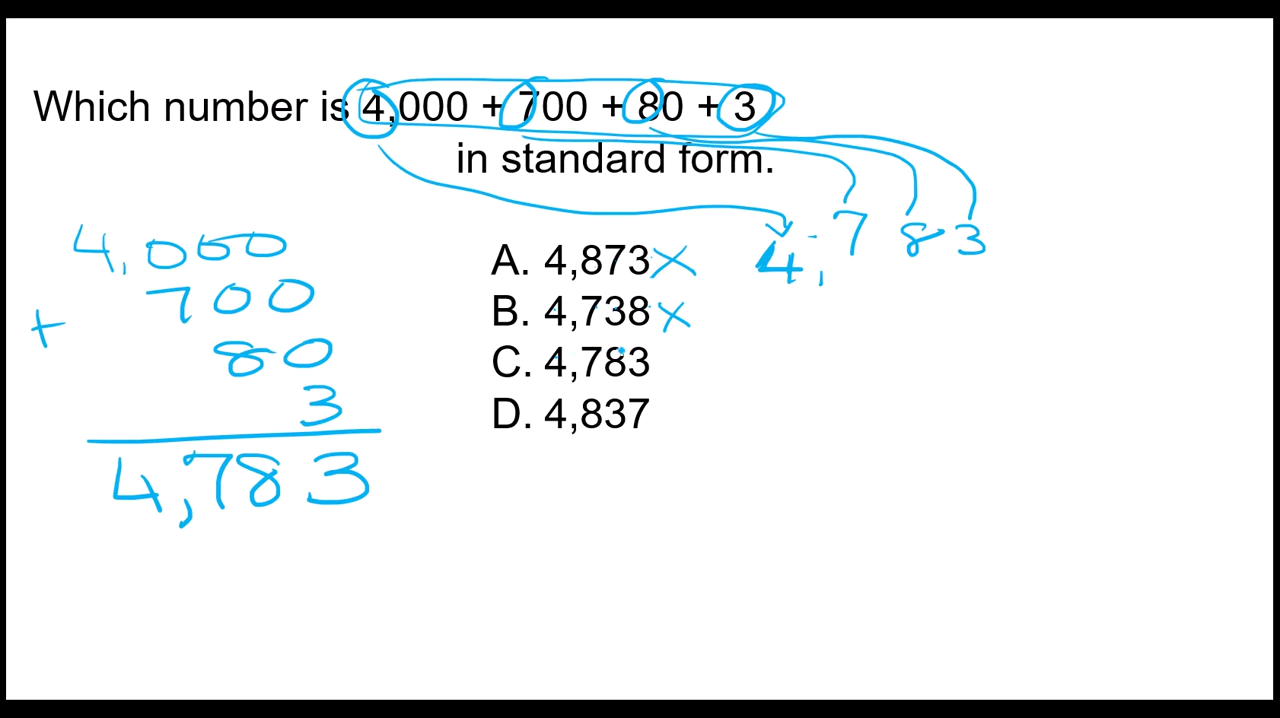 Which number is 4,000 + 700 + 80 + 3
in standard form.
4,783
4,000
700
+
80
3
4,783
A. 4,873 X
B. 4,738 X
C. 4,783
D. 4,837